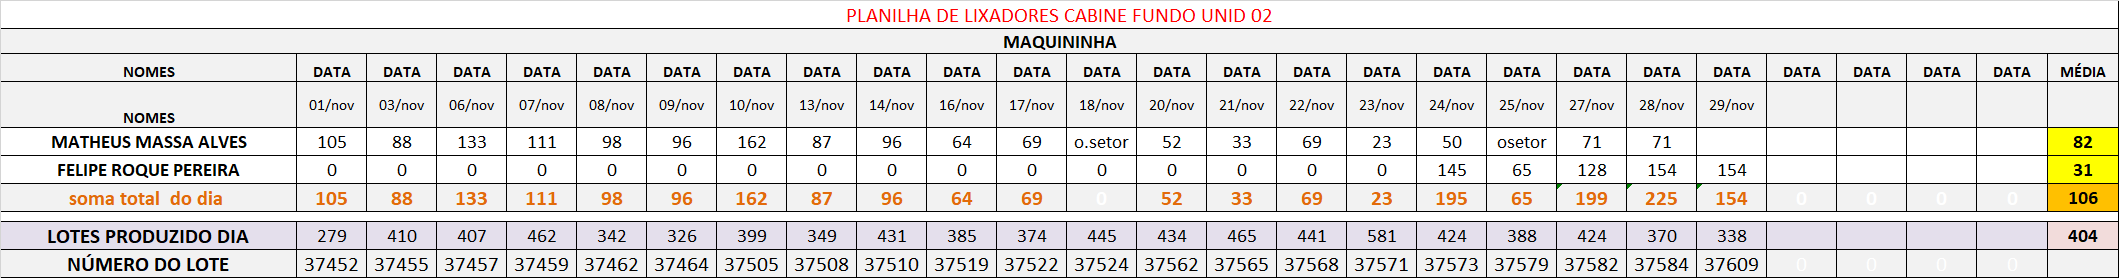 PLANILHA DE LIXADORES CABINE FUNDO UNID 02
MAQUININHA
NOMES DATA DATA DATA DATA DATA DATA DATA DATA DATA DATA DATA DATA DATA DATA DATA DATA DATA DATA DATA DATA DATA DATA DATA DATA DATA MÉDIA
NOMES 01/nov 03/nov 06/nov 07/nov 08/nov 09/nov 10/nov 13/nov 14/nov 16/nov 17/nov 18/nov 20/nov 21/nov 22/nov 23/nov 24/nov 25/nov 27/nov 28/nov 29/nov
MATHEUS MASSA ALVES 105 88 133 111 98 96 162 87 96 64 69 o.setor 52 33 69 23 50 osetor 71 71 82
FELIPE ROQUE PEREIRA 0 0 0 0 0 0 0 0 0 0 0 0 0 0 0 0 145 65 128 154 154 31
soma total do dia 105 88 133 111 98 96 162 87 96 64 69 0 52 33 69 23 195 65 199 225 154 0 0 0 0 106
LOTES PRODUZIDO DIA 279 410 407 462 342 326 399 349 431 385 374 445 434 465 441 581 424 388 424 370 338 404
NÚMERO DO LOTE 37452 37455 37457 37459 37462 37464 37505 37508 37510 37519 37522 37524 37562 37565 37568 37571 37573 37579 37582 37584 37609 0 0 0 0